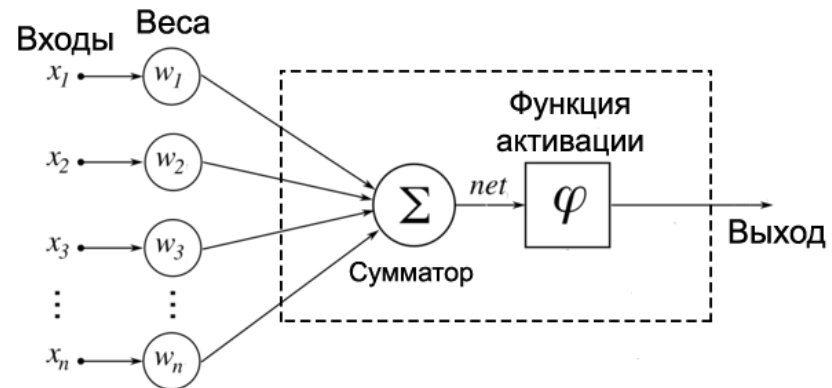 Входы
Веса
x1
w1
x2
w2
x3
w3
⋮
⋮
xn
wn
Σ
Сумматор
net
Функция
активации
φ
Выход